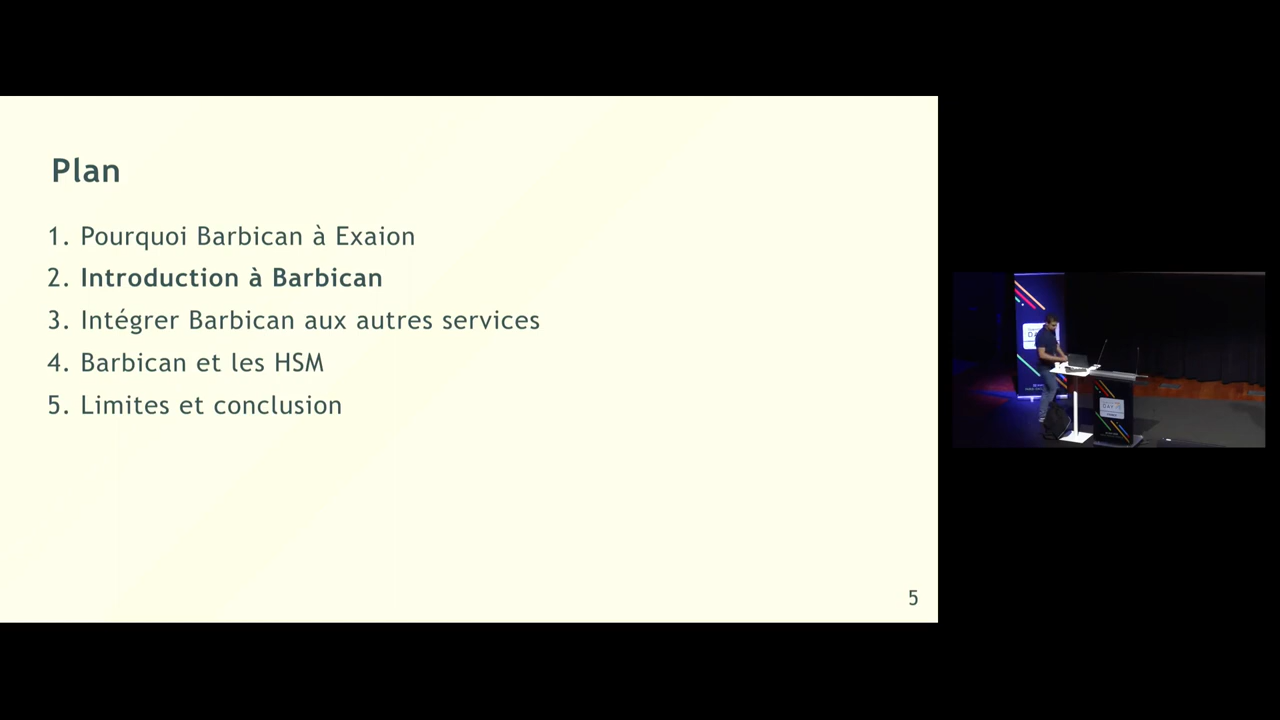 Plan
1. Pourquoi Barbican à Exaion
2. Introduction à Barbican
3. Intégrer Barbican aux autres services
4. Barbican et les HSM
5. Limites et conclusion
5